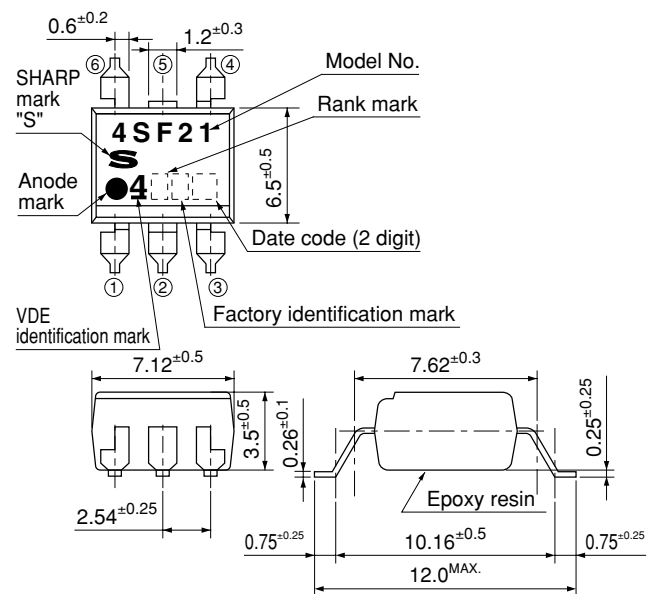 0.6±0.2
1.2±0.3
⑥ ⑤ ④
Model No.
SHARP
mark
"S"
Rank mark
4SF21
S
6.5±0.5
Anode
mark
4
Date code (2 digit)
① ② ③
Factory identification mark
VDE
identification mark
7.12±0.5
7.62±0.3
3.5±0.5
0.26±0.1
0.25±0.25
Epoxy resin
2.54±0.25
0.75±0.25
10.16±0.5
0.75±0.25
12.0MAX.